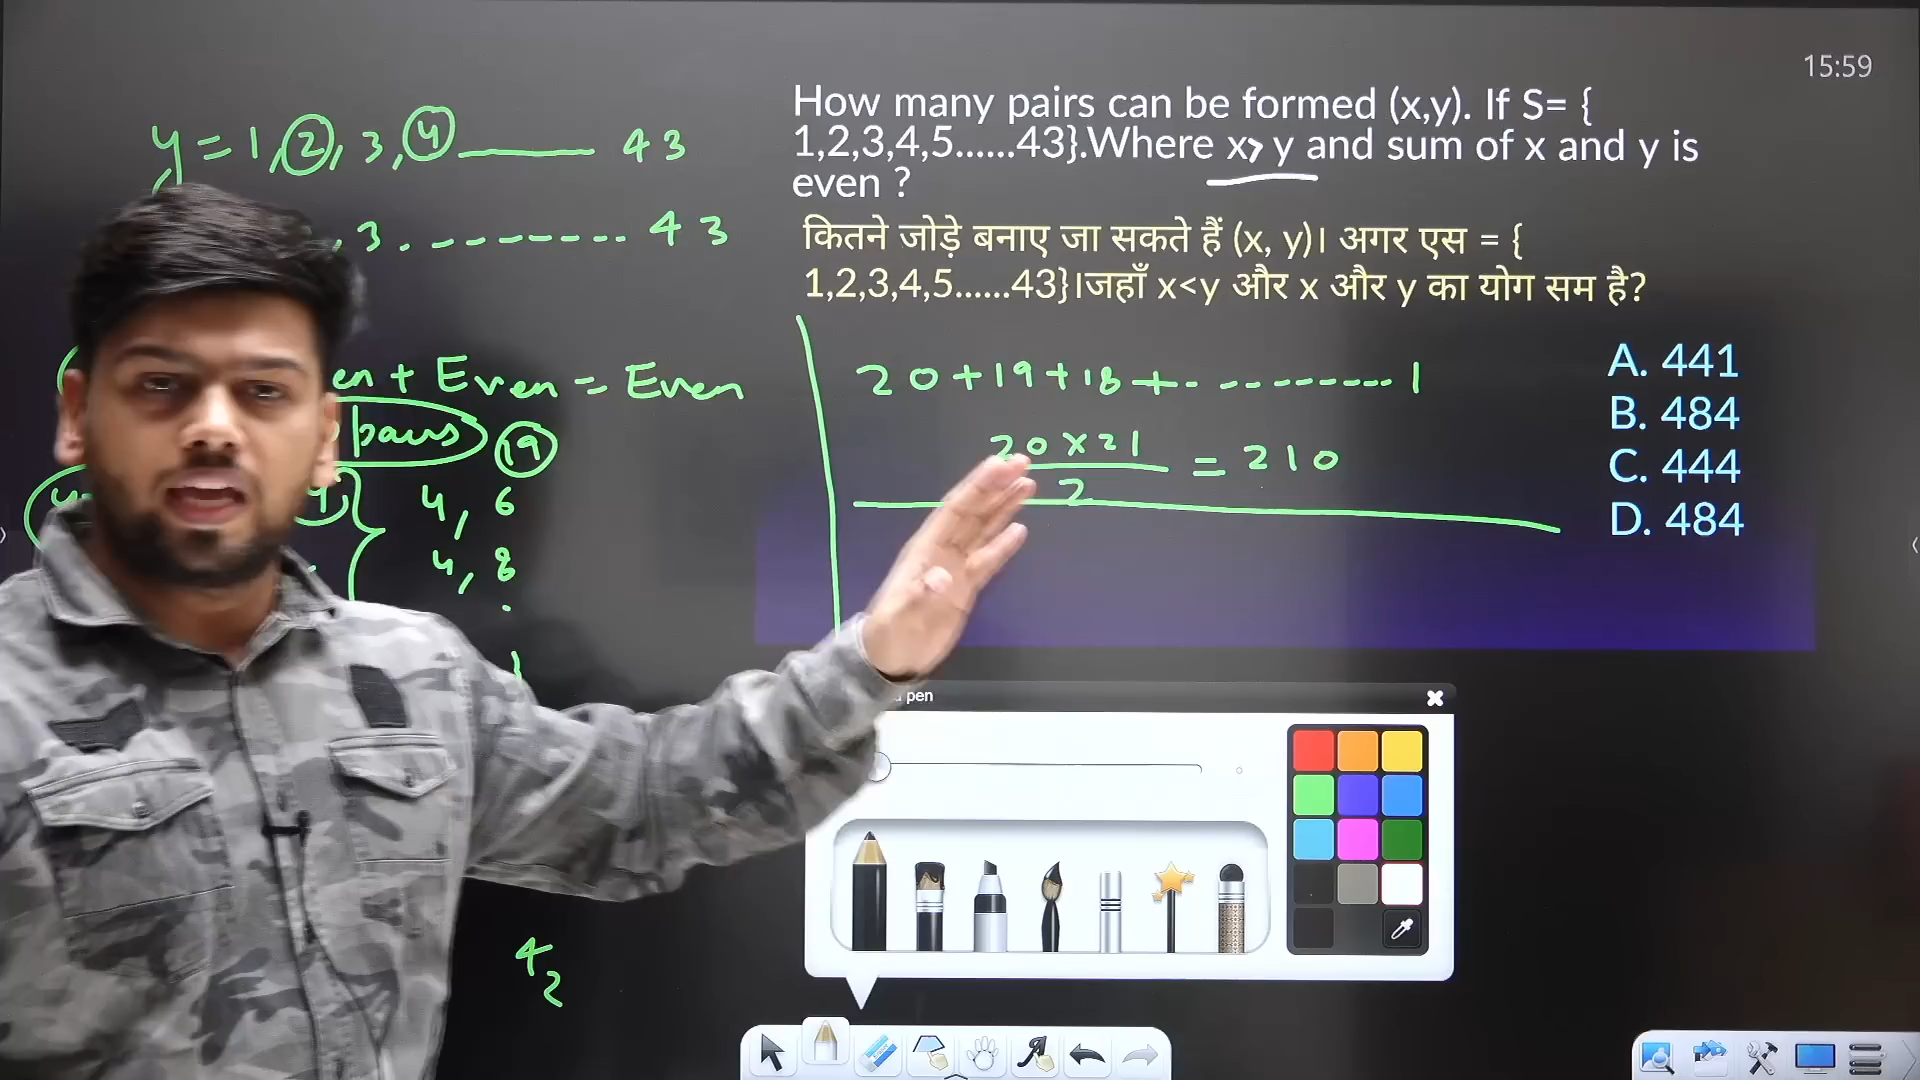 15:59
How many pairs can be formed (x,y). If S= {
1,2,3,4,5......43}.Where x> y and sum of x and y is
even ?
कितने जोड़े बनाए जा सकते हैं (x, y)। अगर एस = {
1,2,3,4,5......43}।जहाँ x<y और x और y का योग सम है?
A. 441
B. 484
C. 444
D. 484
y = 1, 2, 3, 4 43
, 3 . -------- 43
en + Even = Even
pairs 19
4, 6
4, 8
42
20 + 19 + 18 + -------- 1
20 x 21
2
= 210
pen